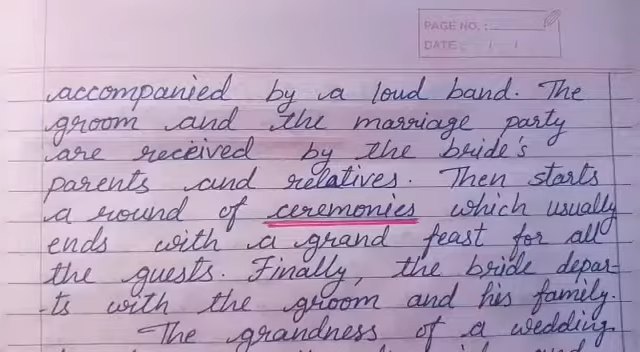 PAGE NO. :
DATE : / /
accompanied by a loud band. The
groom and the marriage party
are received by the bride's
parents and relatives. Then starts
a round of ceremonies which usually
ends with a grand feast for all
the guests. Finally, the bride depar-
-ts with the groom and his family.
The grandness of a wedding